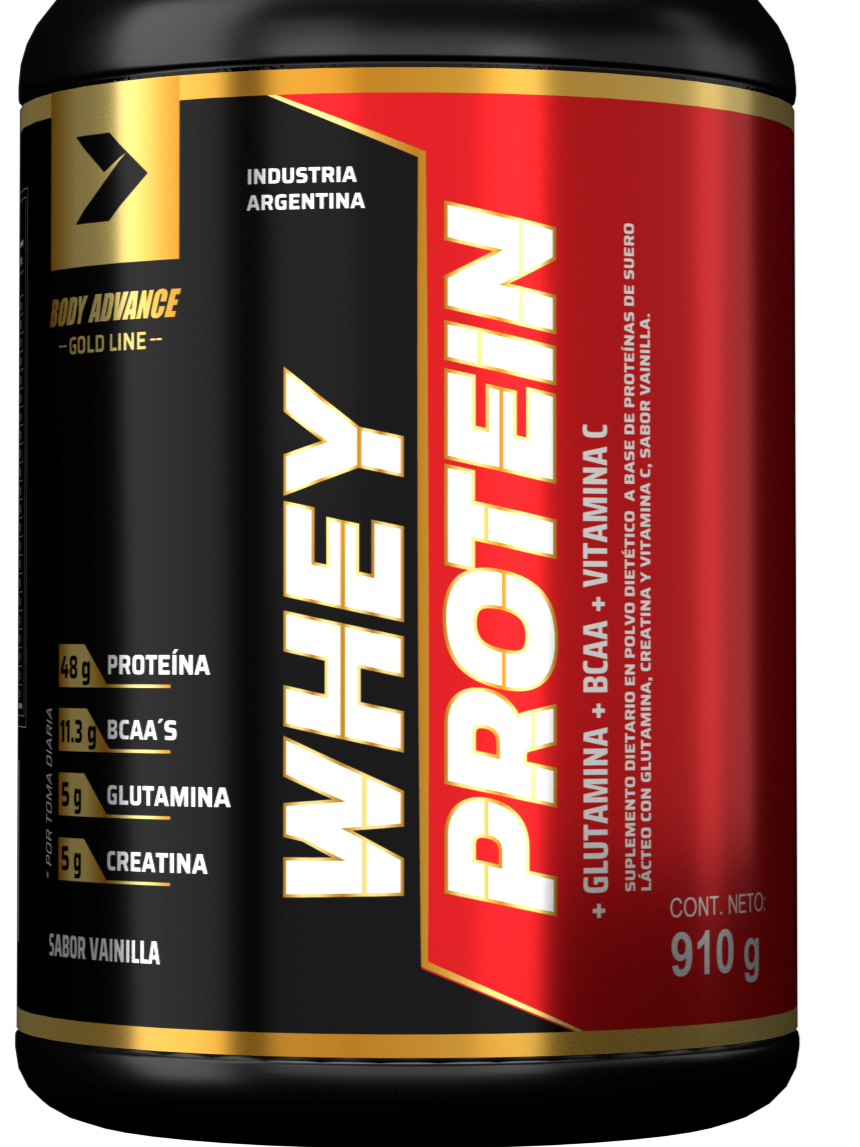 INDUSTRIA
ARGENTINA
BODY ADVANCE
--GOLD LINE--
WHEY
PROTEIN
+ GLUTAMINA + BCAA + VITAMINA C
SUPLEMENTO DIETARIO EN POLVO DIETÉTICO A BASE DE PROTEÍNAS DE SUERO
LÁCTEO CON GLUTAMINA, CREATINA Y VITAMINA C, SABOR VAINILLA.
48 g PROTEÍNA
11.3 g BCAA´S
5 g GLUTAMINA
5 g CREATINA
* POR TOMA DIARIA
SABOR VAINILLA
CONT. NETO:
910 g